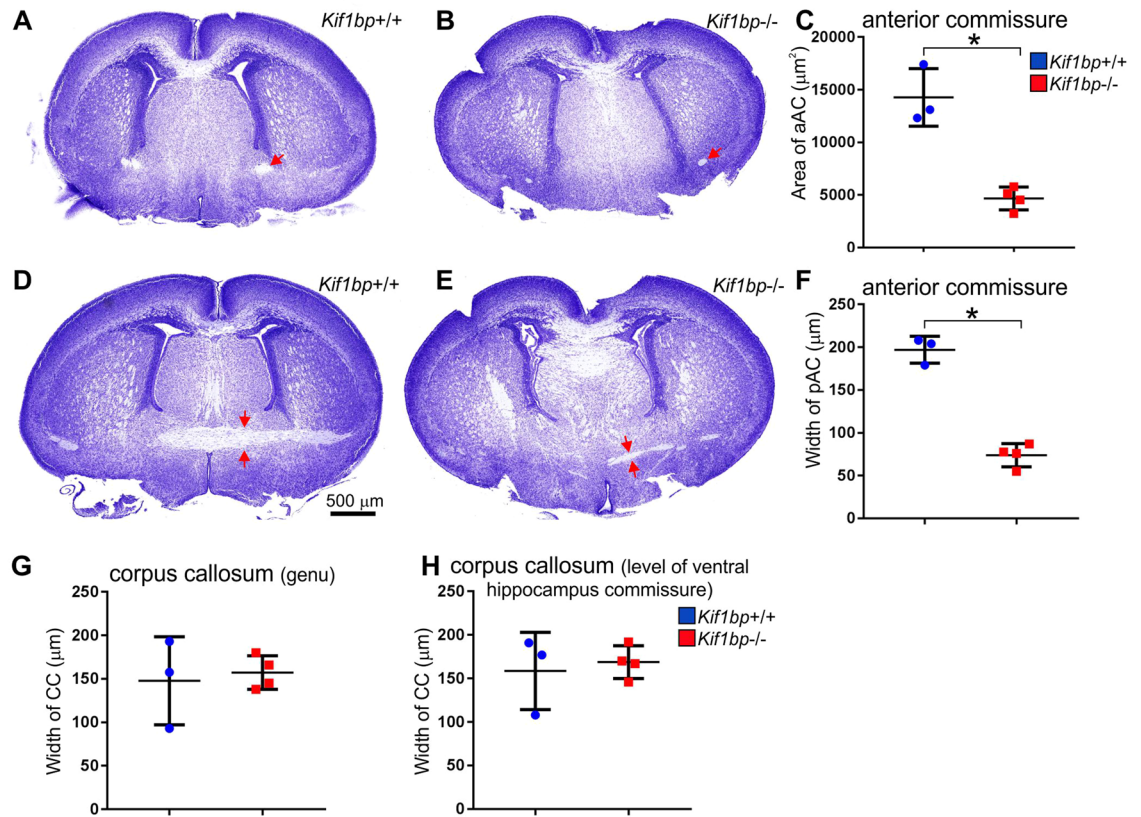 A
Kif1bp+/+
B
Kif1bp-/-
C
anterior commissure
20000
15000
10000
5000
0
Area of aAC (μm²)
*
Kif1bp+/+
Kif1bp-/-
D
Kif1bp+/+
500 μm
E
Kif1bp-/-
F
anterior commissure
250
200
150
100
50
0
Width of pAC (μm)
*
G
corpus callosum (genu)
250
200
150
100
50
0
Width of CC (μm)
H
corpus callosum (level of ventral
hippocampus commissure)
250
200
150
100
50
0
Width of CC (μm)
Kif1bp+/+
Kif1bp-/-